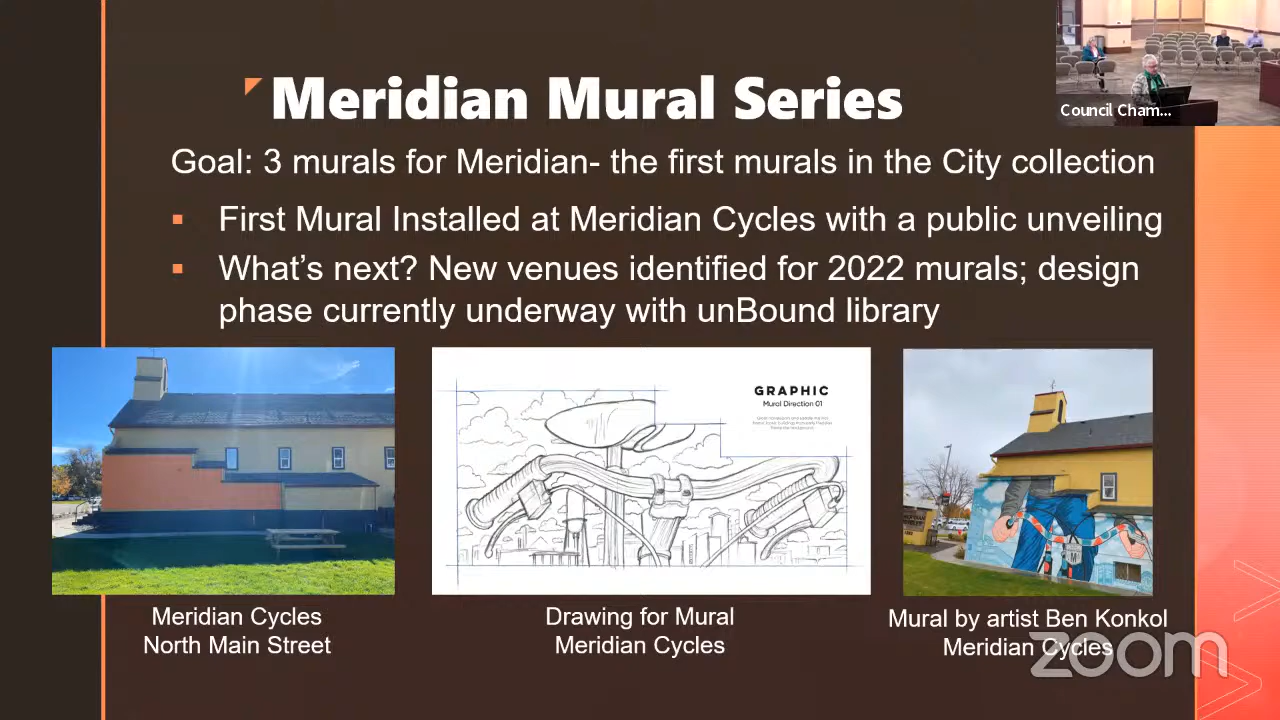 Council Cham...
Meridian Mural Series
Goal: 3 murals for Meridian- the first murals in the City collection
First Mural Installed at Meridian Cycles with a public unveiling
What's next? New venues identified for 2022 murals; design
phase currently underway with unBound library
GRAPHIC
Mural Direction 01
Meridian Cycles
North Main Street
Drawing for Mural
Meridian Cycles
Mural by artist Ben Konkol
Meridian Cycles
zoom